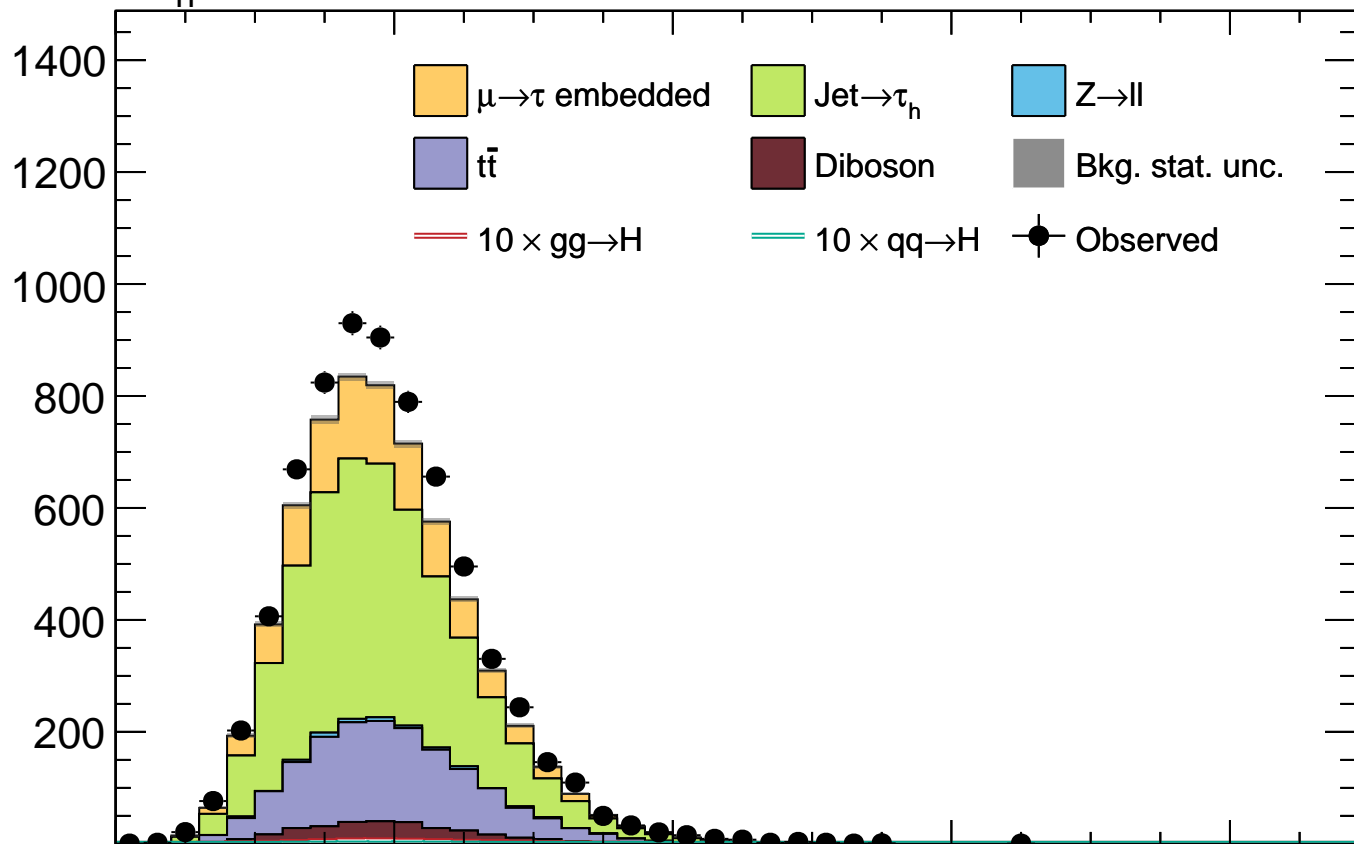 1400
μ→τ embedded Jet→τh Z→ll
1200
tt̄ Diboson Bkg. stat. unc.
10 × gg→H 10 × qq→H Observed
1000
800
600
400
200